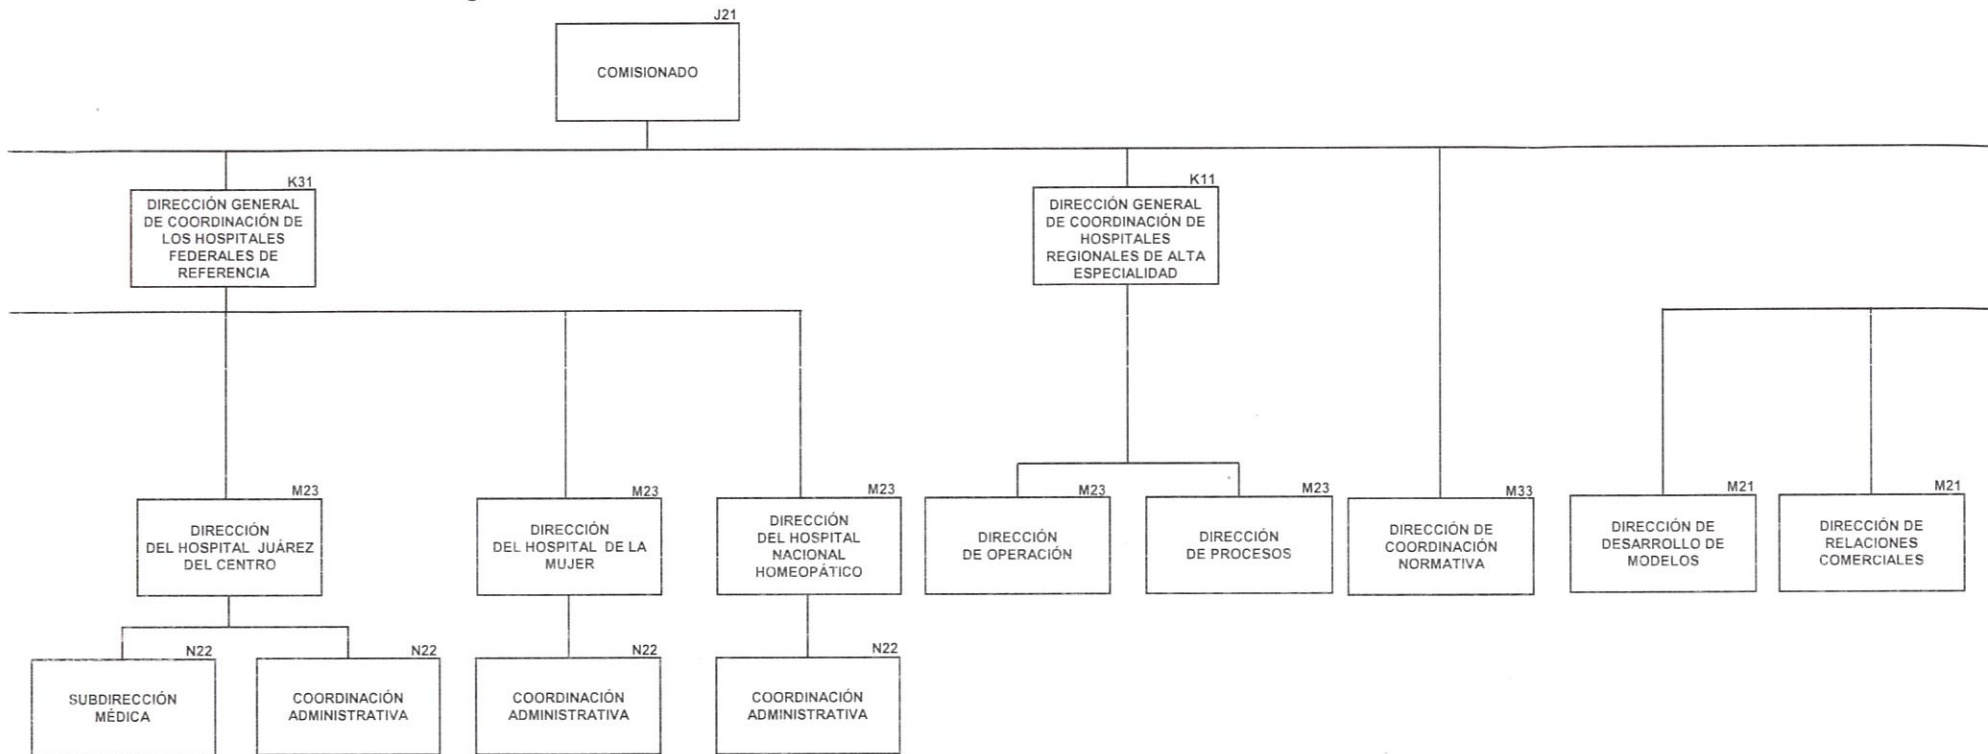 J21
COMISIONADO
K31
DIRECCIÓN GENERAL
DE COORDINACIÓN DE
LOS HOSPITALES
FEDERALES DE
REFERENCIA
K11
DIRECCIÓN GENERAL
DE COORDINACIÓN DE
HOSPITALES
REGIONALES DE ALTA
ESPECIALIDAD
M23
DIRECCIÓN
DEL HOSPITAL JUÁREZ
DEL CENTRO
M23
DIRECCIÓN
DEL HOSPITAL DE LA
MUJER
M23
DIRECCIÓN
DEL HOSPITAL
NACIONAL
HOMEOPÁTICO
M23
DIRECCIÓN
DE OPERACIÓN
M23
DIRECCIÓN
DE PROCESOS
M33
DIRECCIÓN DE
COORDINACIÓN
NORMATIVA
M21
DIRECCIÓN DE
DESARROLLO DE
MODELOS
M21
DIRECCIÓN DE
RELACIONES
COMERCIALES
N22
SUBDIRECCIÓN
MÉDICA
N22
COORDINACIÓN
ADMINISTRATIVA
N22
COORDINACIÓN
ADMINISTRATIVA
N22
COORDINACIÓN
ADMINISTRATIVA